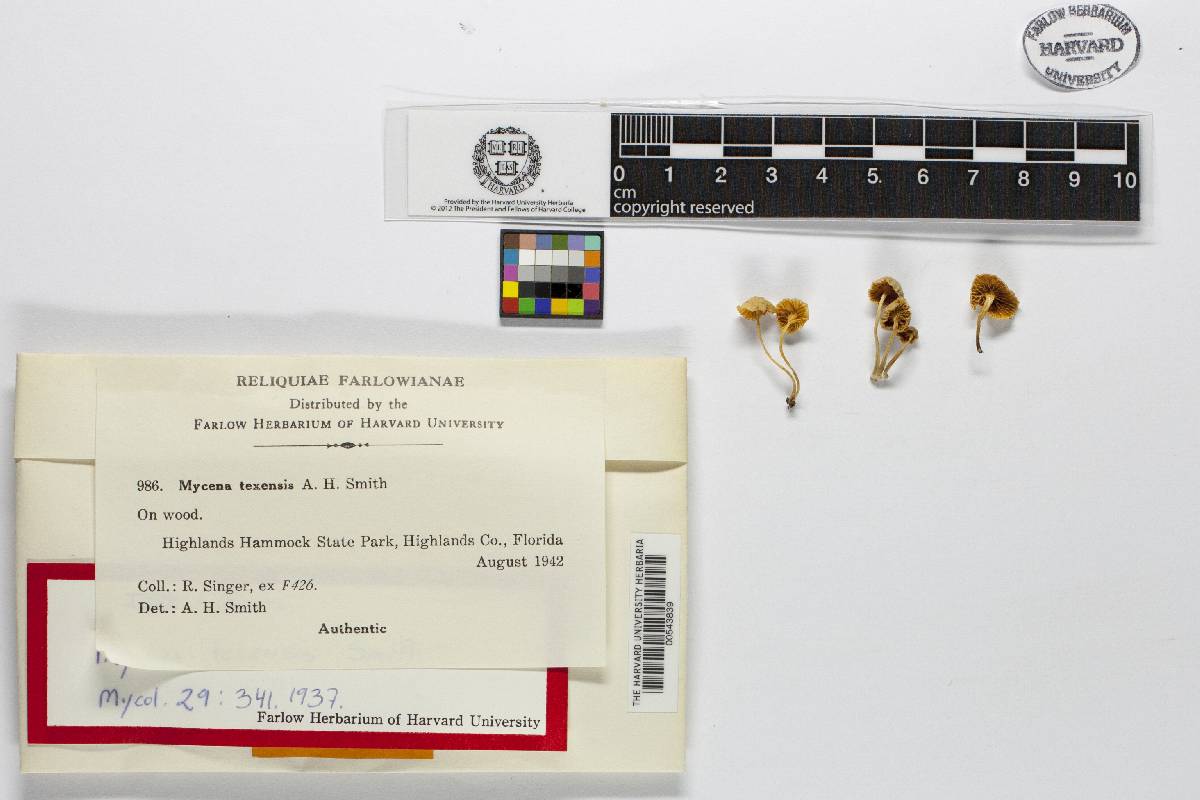 FARLOW HERBARIUM
HARVARD
UNIVERSITY
HARVARD
Provided by the Harvard University Herbaria
© 2012 The President and Fellows of Harvard College
0 1 2 3 4 5 6 7 8 9 10
cm
copyright reserved
RELIQUIAE FARLOWIANAE
Distributed by the
FARLOW HERBARIUM OF HARVARD UNIVERSITY
986. Mycena texensis A. H. Smith
On wood.
Highlands Hammock State Park, Highlands Co., Florida
August 1942
Coll.: R. Singer, ex F426.
Det.: A. H. Smith
Authentic
Mycol. 29: 341. 1937.
Farlow Herbarium of Harvard University
THE HARVARD UNIVERSITY HERBARIA
00543839